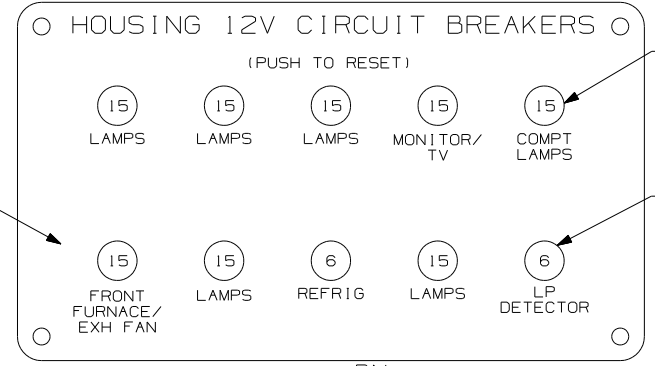 HOUSING 12V CIRCUIT BREAKERS
(PUSH TO RESET)
15 15 15 15 15
LAMPS LAMPS LAMPS MONITOR/ COMPT
TV LAMPS
15 15 6 15 6
FRONT LAMPS REFRIG LAMPS LP
FURNACE/ DETECTOR
EXH FAN